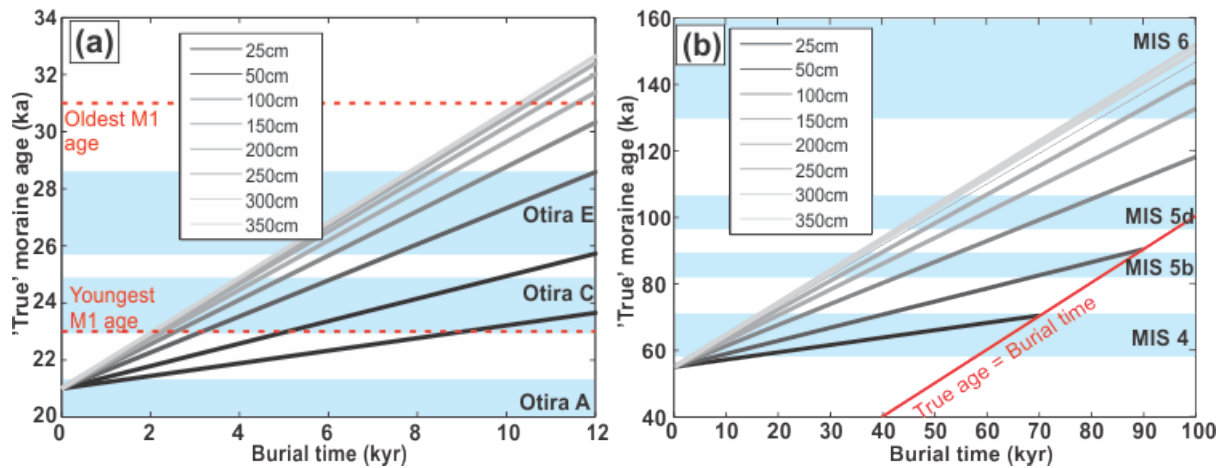 (a)
'True' moraine age (ka)
34
32
30
28
26
24
22
20
25cm
50cm
100cm
150cm
200cm
250cm
300cm
350cm
Oldest M1
age
Otira E
Youngest
M1 age
Otira C
Otira A
0
2
4
6
8
10
12
Burial time (kyr)
(b)
'True' moraine age (ka)
160
140
120
100
80
60
40
25cm
50cm
100cm
150cm
200cm
250cm
300cm
350cm
MIS 6
MIS 5d
MIS 5b
MIS 4
True age = Burial time
0
10
20
30
40
50
60
70
80
90
100
Burial time (kyr)